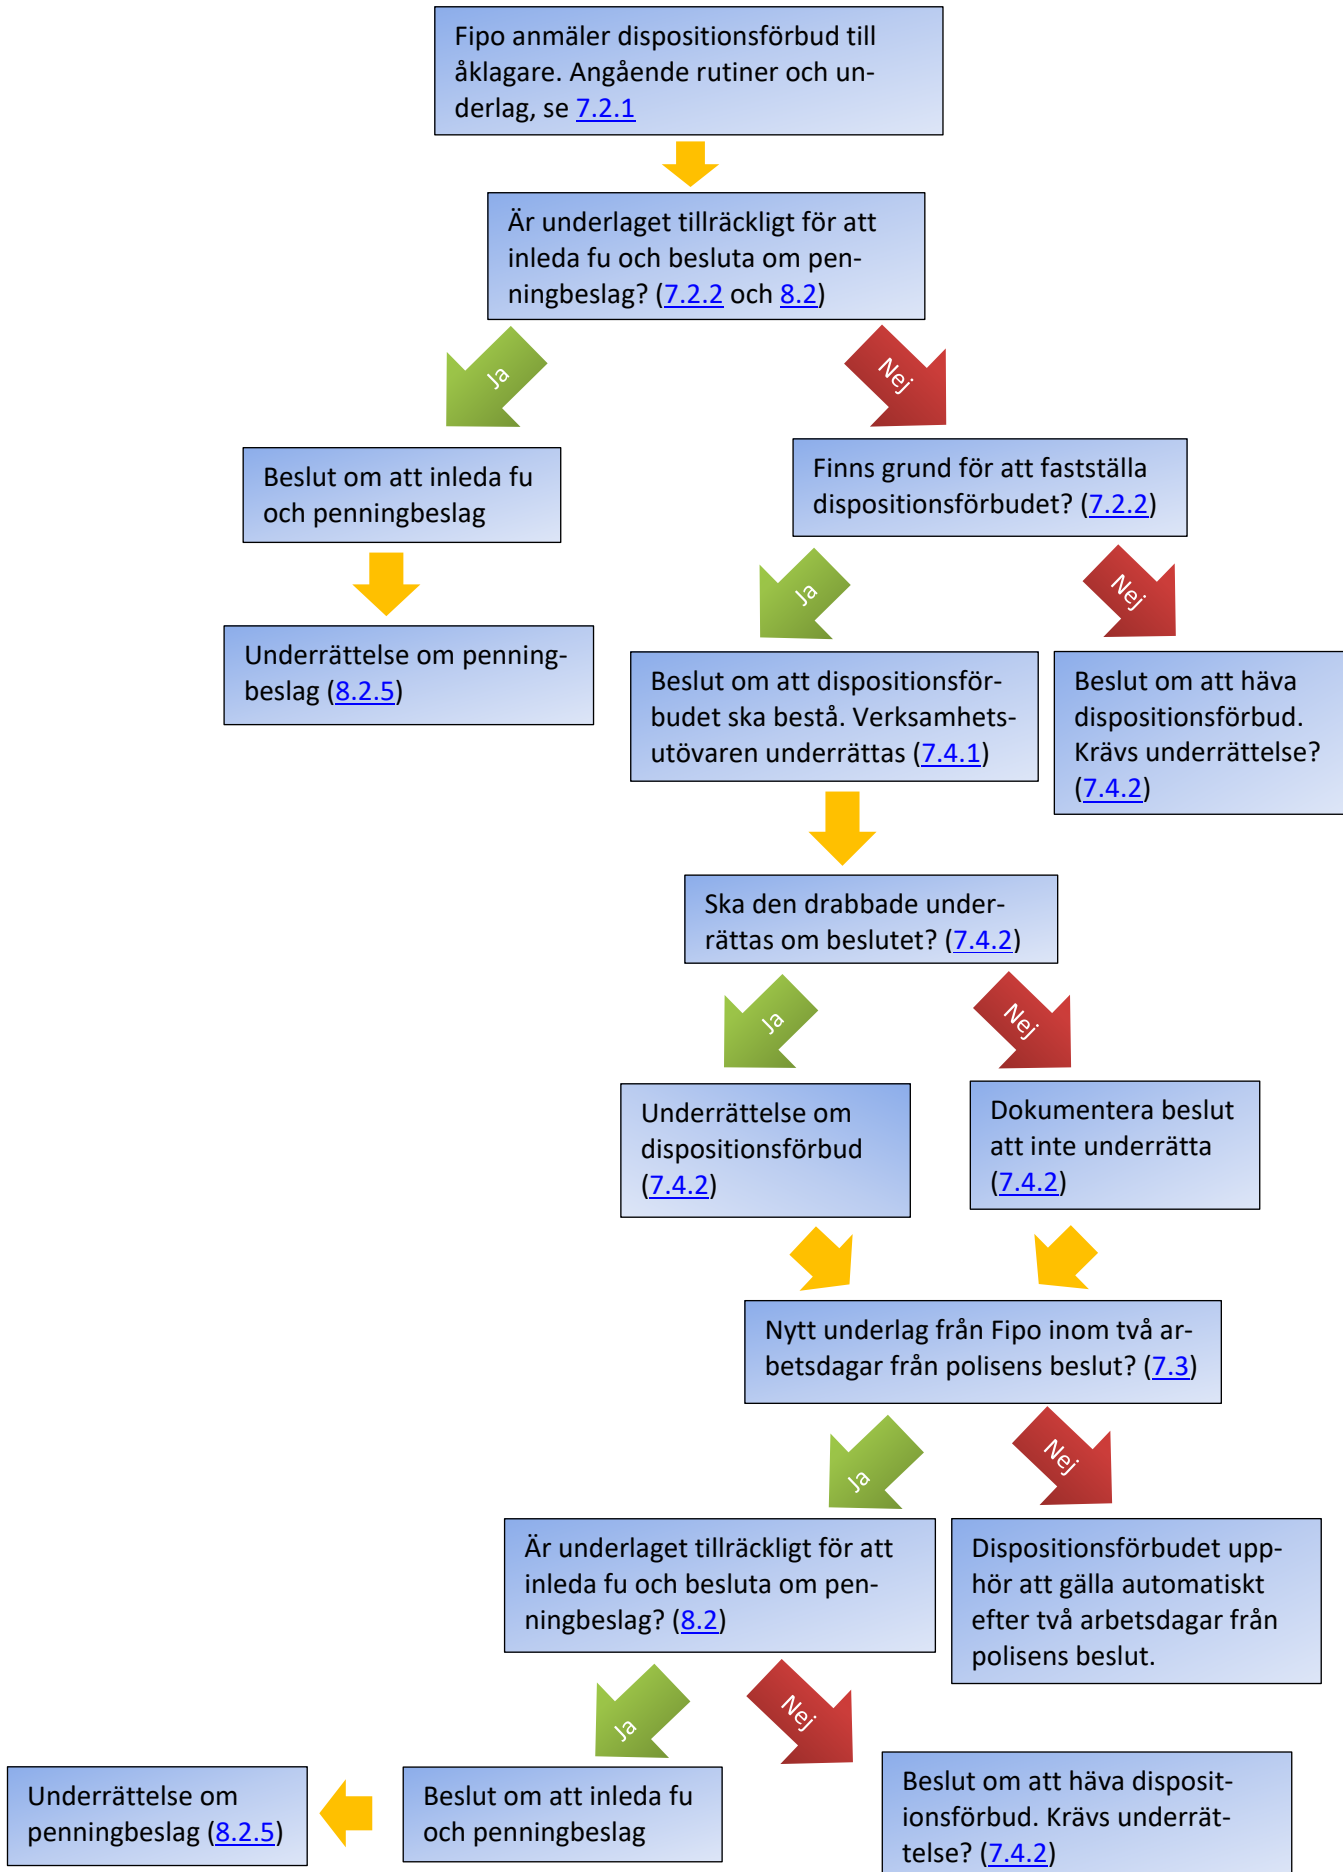 Fipo anmäler dispositionsförbud till
åklagare. Angående rutiner och un-
derlag, se 7.2.1
Är underlaget tillräckligt för att
inleda fu och besluta om pen-
ningbeslag? (7.2.2 och 8.2)
Ja
Nej
Beslut om att inleda fu
och penningbeslag
Finns grund för att fastställa
dispositionsförbudet? (7.2.2)
Ja
Nej
Underrättelse om penning-
beslag (8.2.5)
Beslut om att dispositionsför-
budet ska bestå. Verksamhets-
utövaren underrättas (7.4.1)
Beslut om att häva
dispositionsförbud.
Krävs underrättelse?
(7.4.2)
Ska den drabbade under-
rättas om beslutet? (7.4.2)
Ja
Nej
Underrättelse om
dispositionsförbud
(7.4.2)
Dokumentera beslut
att inte underrätta
(7.4.2)
Nytt underlag från Fipo inom två ar-
betsdagar från polisens beslut? (7.3)
Ja
Nej
Är underlaget tillräckligt för att
inleda fu och besluta om pen-
ningbeslag? (8.2)
Dispositionsförbudet upp-
hör att gälla automatiskt
efter två arbetsdagar från
polisens beslut.
Ja
Nej
Underrättelse om
penningbeslag (8.2.5)
Beslut om att inleda fu
och penningbeslag
Beslut om att häva disposit-
ionsförbud. Krävs underrät-
telse? (7.4.2)